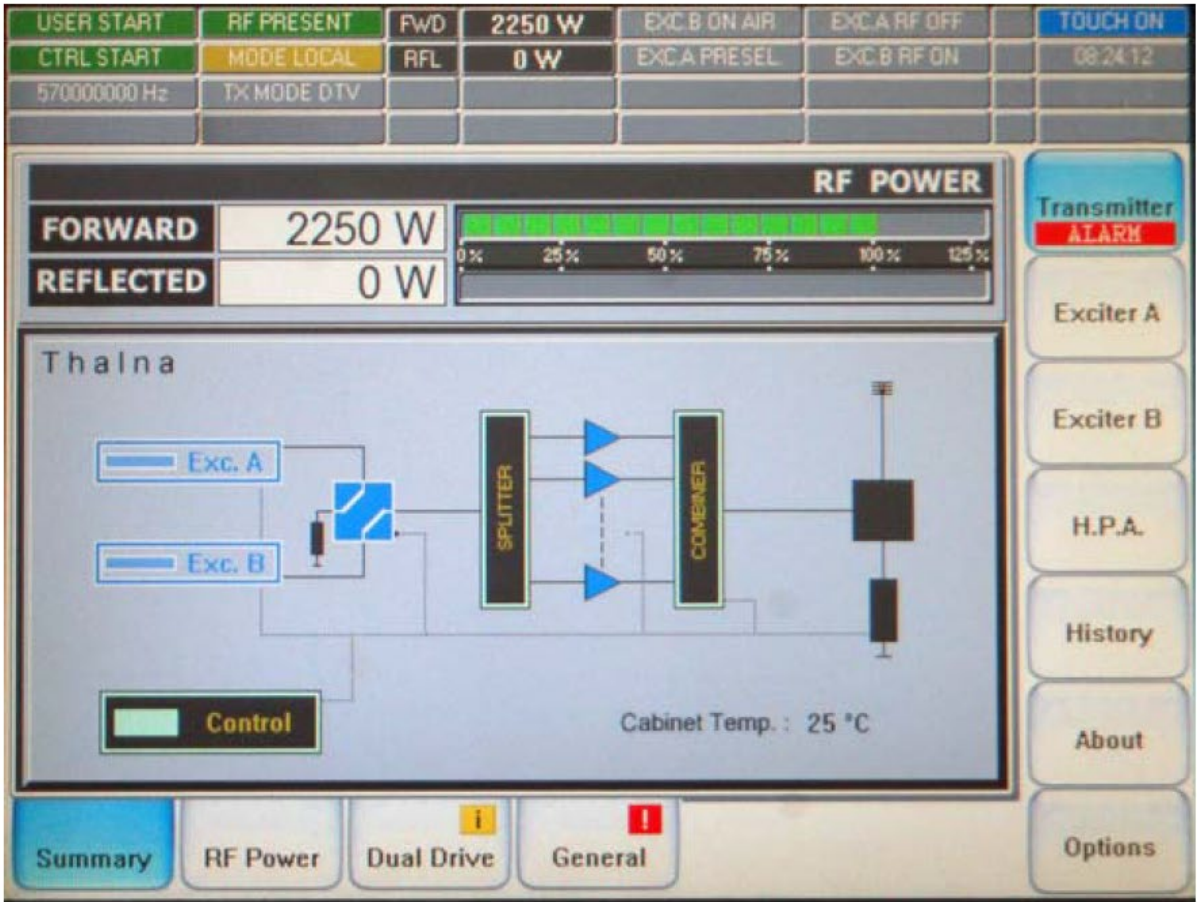 USER START RF PRESENT FWD 2250 W EXC.B ON AIR EXC.A RF OFF TOUCH ON
CTRL START MODE LOCAL RFL 0 W EXC.A PRESEL. EXC.B RF ON 08:24:12
570000000 Hz TX MODE DTV
RF POWER
FORWARD 2250 W
0% 25% 50% 75% 100% 125%
REFLECTED 0 W
Transmitter
ALARM
Exciter A
Exciter B
H.P.A.
History
About
Options
Thalna
Exc. A
Exc. B
SPLITTER
COMBINER
Control
Cabinet Temp. : 25 °C
Summary
RF Power
i
Dual Drive
!
General